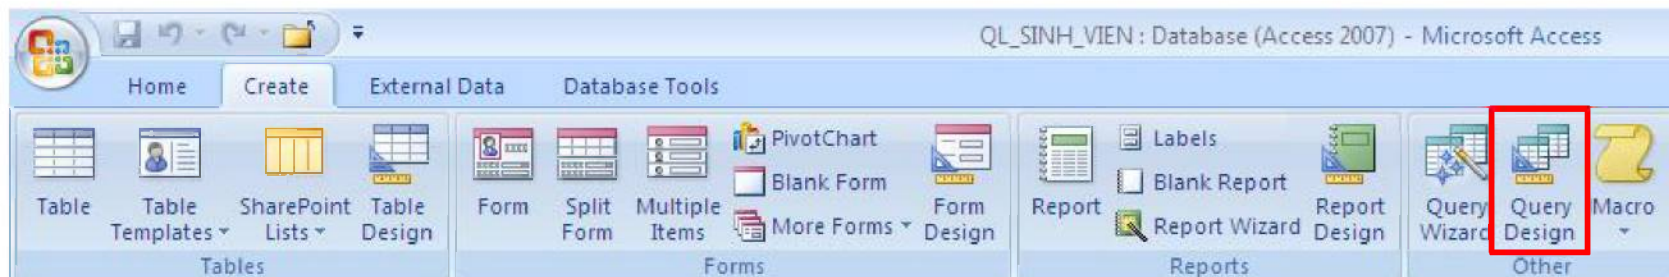 QL_SINH_VIEN : Database (Access 2007) - Microsoft Access
Home Create External Data Database Tools
Table
Table
Templates
SharePoint
Lists
Table
Design
Tables
Form
Split
Form
Multiple
Items
PivotChart
Blank Form
More Forms
Form
Design
Forms
Report
Labels
Blank Report
Report Wizard
Report
Design
Reports
Query
Wizard
Query
Design
Macro
Other